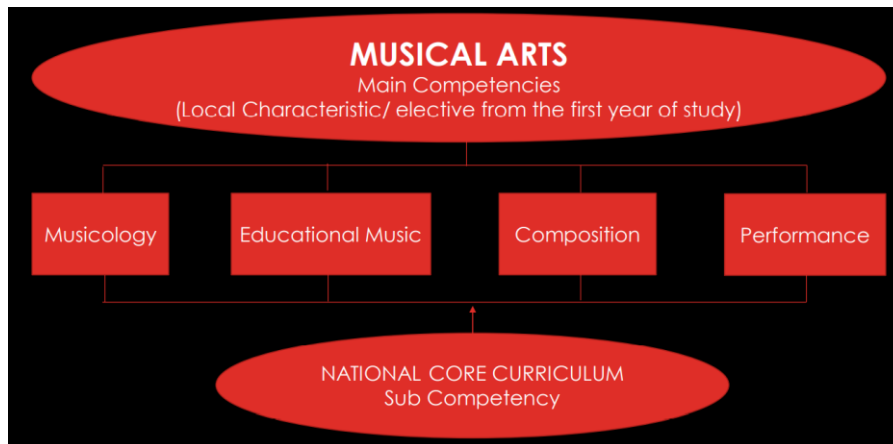 MUSICAL ARTS
Main Competencies
(Local Characteristic/ elective from the first year of study)
Musicology
Educational Music
Composition
Performance
NATIONAL CORE CURRICULUM
Sub Competency